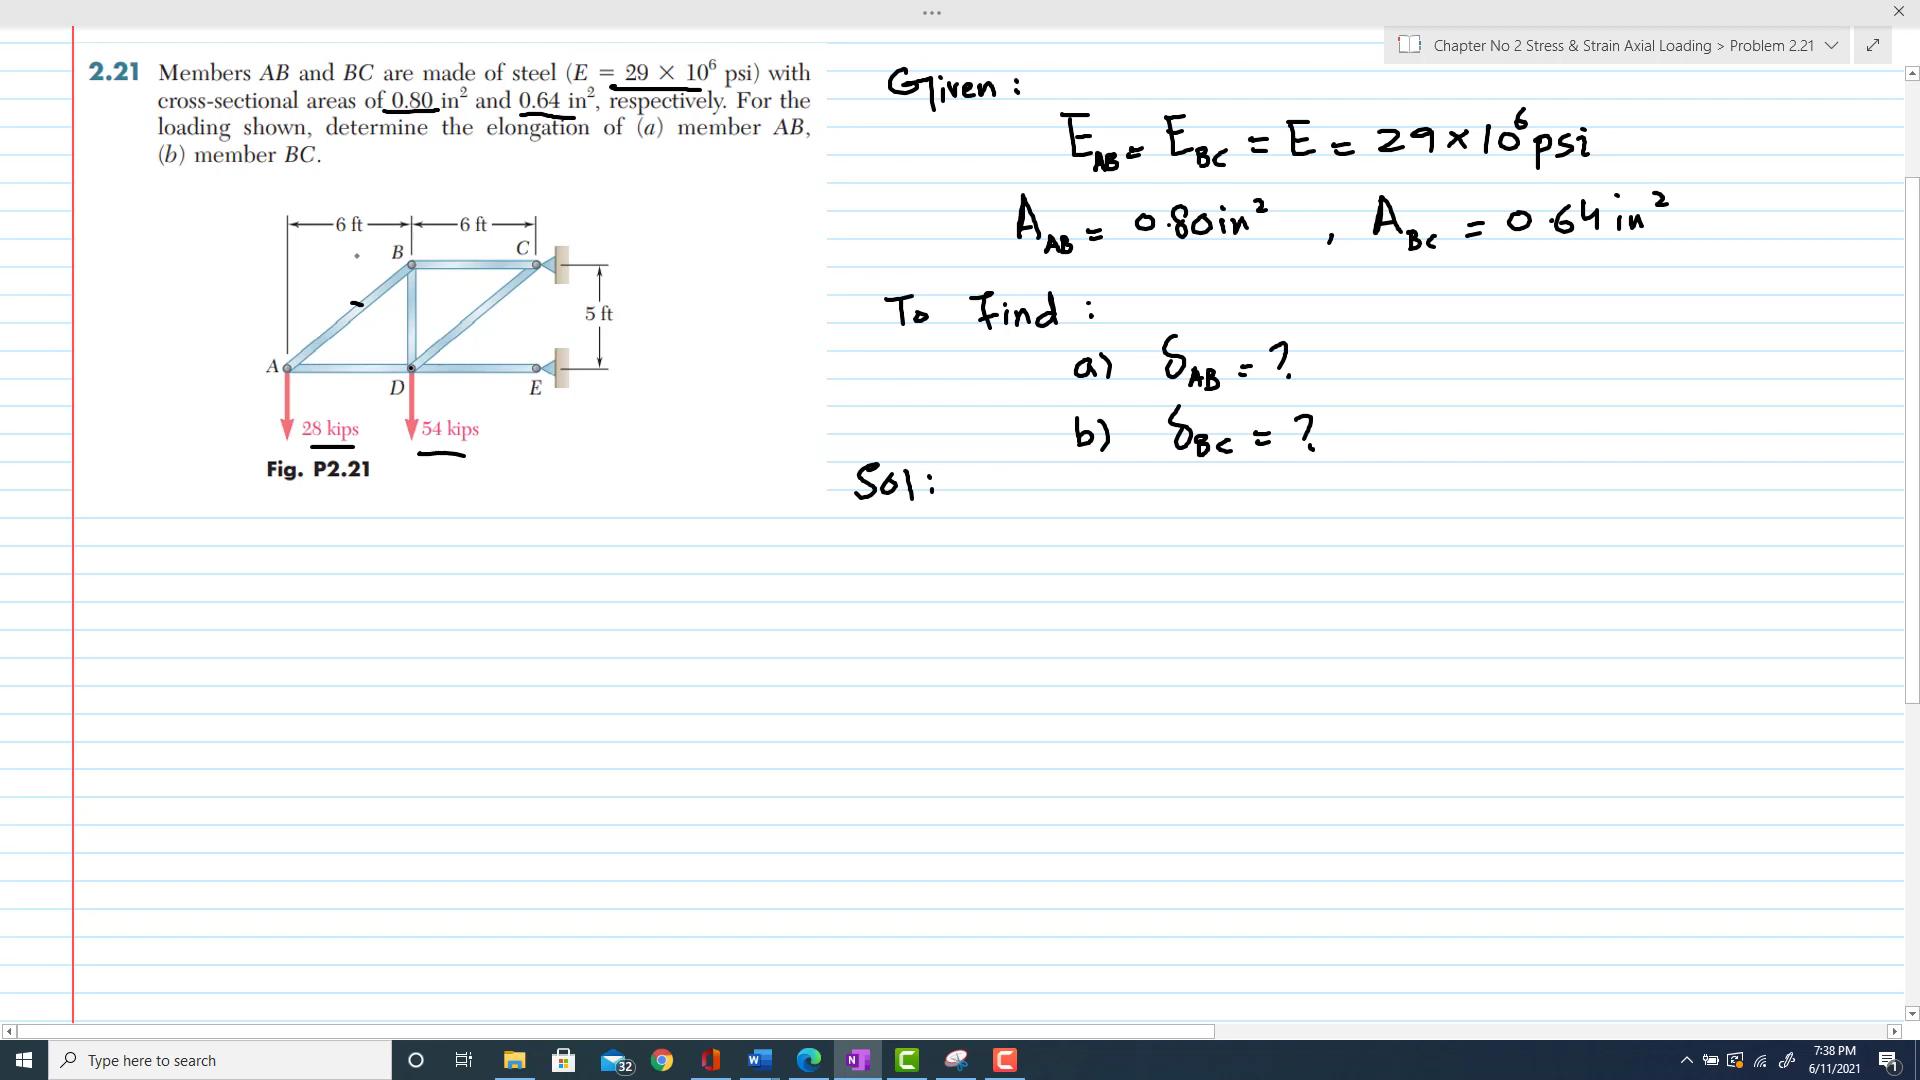 Chapter No 2 Stress & Strain Axial Loading > Problem 2.21
2.21 Members AB and BC are made of steel (E = 29 × 10⁶ psi) with
cross-sectional areas of 0.80 in² and 0.64 in², respectively. For the
loading shown, determine the elongation of (a) member AB,
(b) member BC.
6 ft 6 ft
B C
5 ft
A
D E
28 kips 54 kips
Fig. P2.21
Given :
E_AB = E_BC = E = 29 × 10⁶ psi
A_AB = 0.80 in² , A_BC = 0.64 in²
To Find :
a) δ_AB = ?
b) δ_BC = ?
Sol :
Type here to search
32
7:38 PM
6/11/2021
1